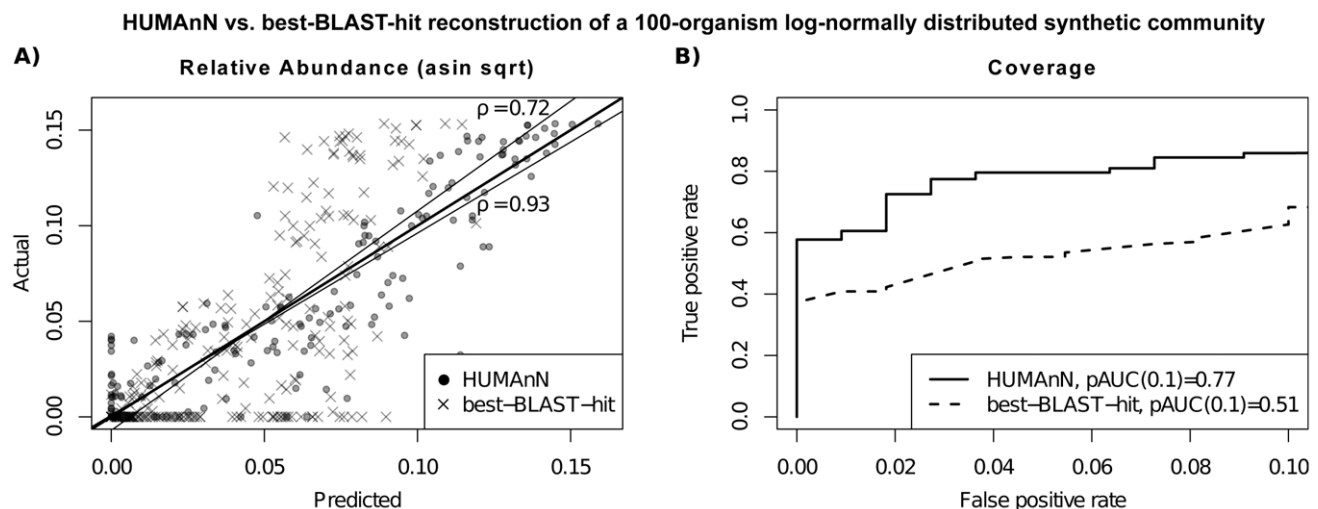 HUMAnN vs. best-BLAST-hit reconstruction of a 100-organism log-normally distributed synthetic community
A)
Relative Abundance (asin sqrt)
ρ =0.72
ρ =0.93
Actual
0.15
0.10
0.05
0.00
HUMAnN
best−BLAST−hit
0.00
0.05
0.10
0.15
Predicted
B)
Coverage
True positive rate
1.0
0.8
0.6
0.4
0.2
0.0
HUMAnN, pAUC(0.1)=0.77
best−BLAST−hit, pAUC(0.1)=0.51
0.00
0.02
0.04
0.06
0.08
0.10
False positive rate